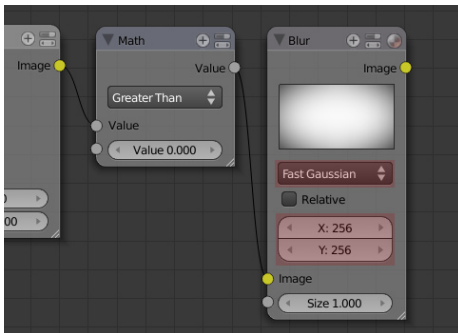 Image
)
00
Math
Value
Greater Than
Value
Value 0.000
Blur
Image
Fast Gaussian
Relative
X: 256
Y: 256
Image
Size 1.000